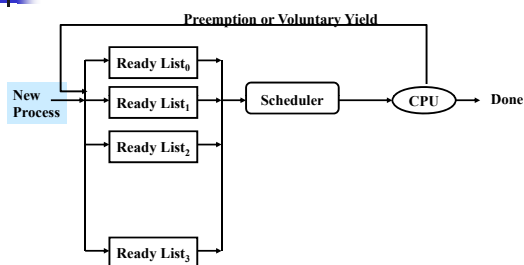 Preemption or Voluntary Yield
Ready List₀
New
Process
Ready List₁
Scheduler
CPU
Done
Ready List₂
Ready List₃